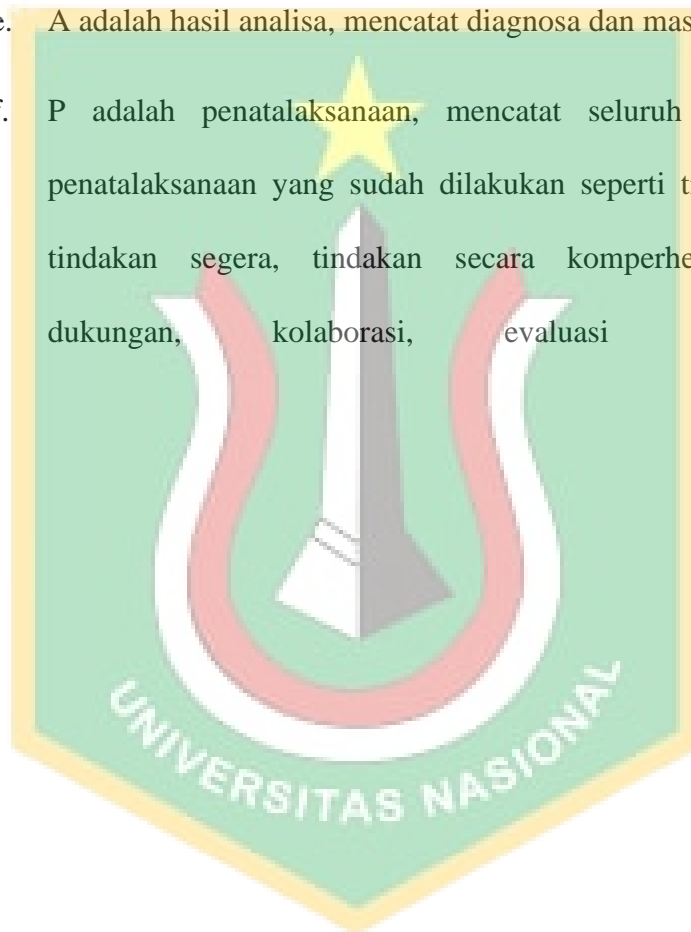 e. A adalah hasil analisa, mencatat diagnosa dan mas
f. P adalah penatalaksanaan, mencatat seluruh
penatalaksanaan yang sudah dilakukan seperti
tindakan segera, tindakan secara komperhe
dukungan, kolaborasi, evaluasi
UNIVERSITAS NASIONAL